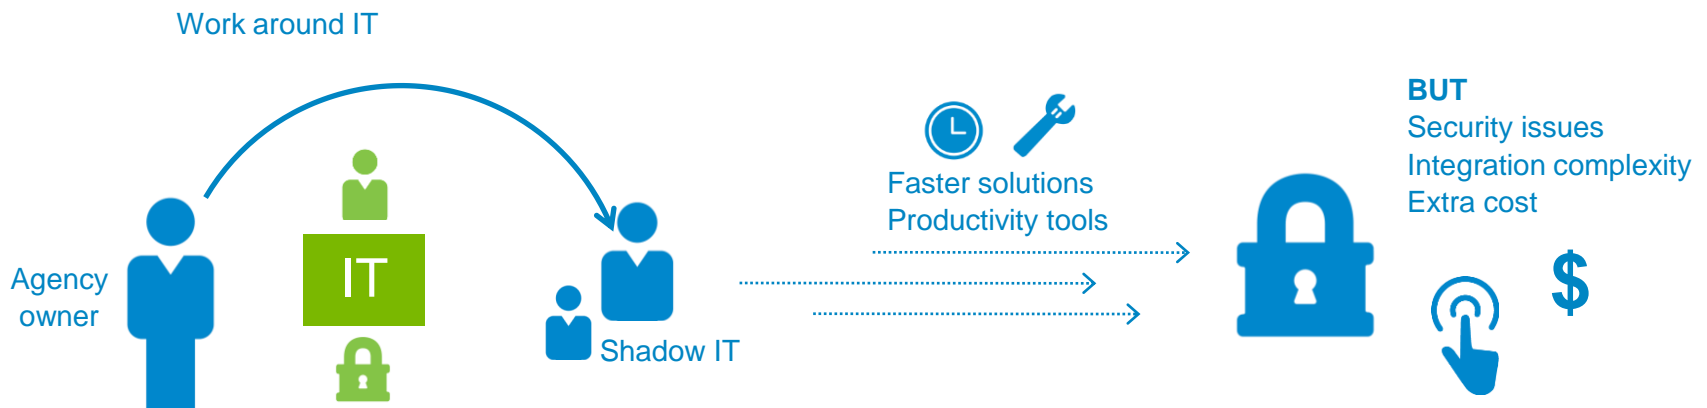 Work around IT
Agency
owner
IT
Shadow IT
Faster solutions
Productivity tools
BUT
Security issues
Integration complexity
Extra cost
$